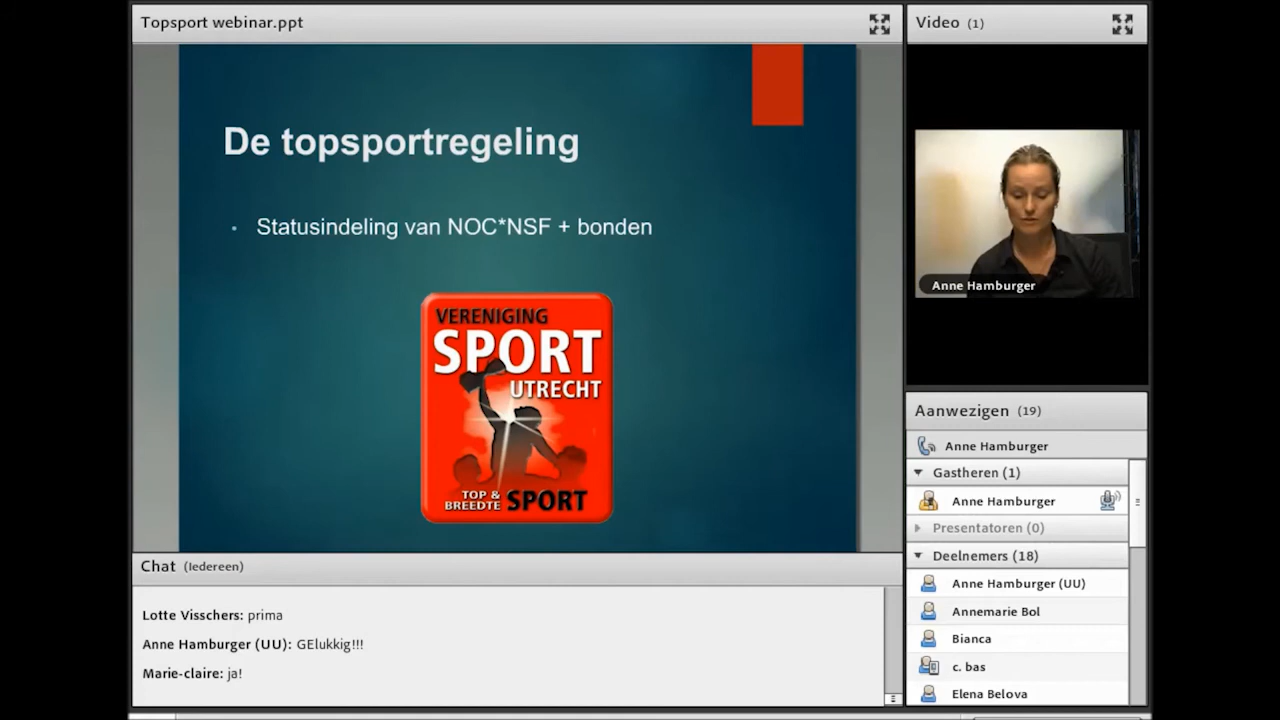 Topsport webinar.ppt
De topsportregeling
Statusindeling van NOC*NSF + bonden
VERENIGING
SPORT
UTRECHT
TOP &
BREEDTE SPORT
Chat (Iedereen)
Lotte Visschers: prima
Anne Hamburger (UU): GElukkig!!!
Marie-claire: ja!
Video (1)
Anne Hamburger
Aanwezigen (19)
Anne Hamburger
Gastheren (1)
Anne Hamburger
Presentatoren (0)
Deelnemers (18)
Anne Hamburger (UU)
Annemarie Bol
Bianca
c. bas
Elena Belova